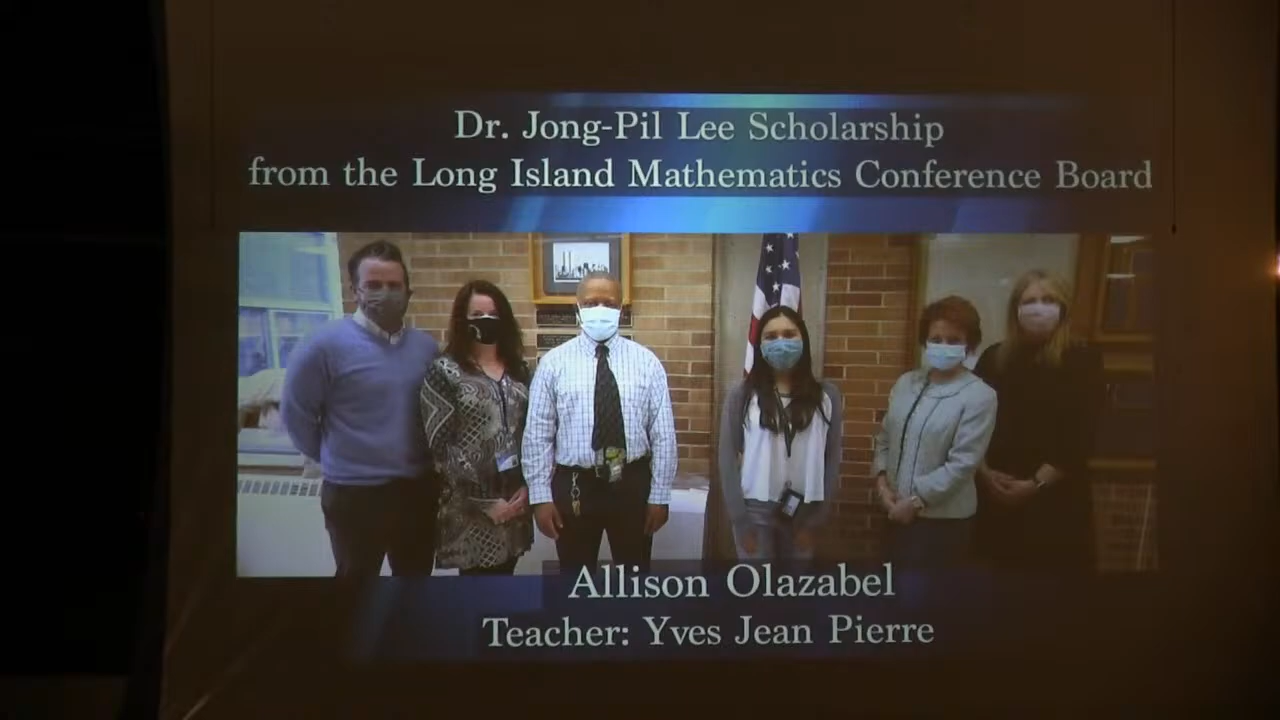 Dr. Jong-Pil Lee Scholarship
from the Long Island Mathematics Conference Board
Allison Olazabel
Teacher: Yves Jean Pierre